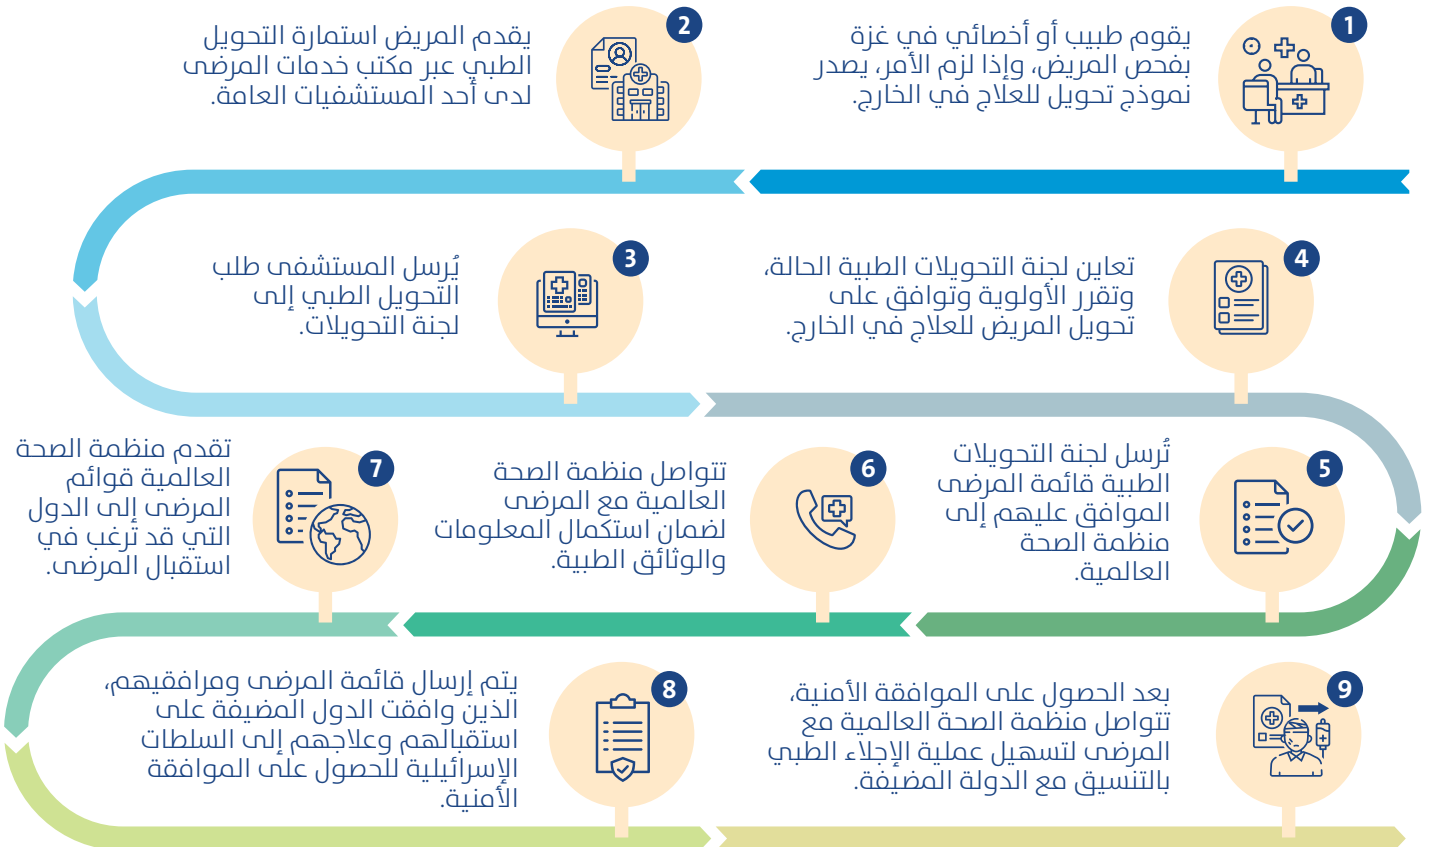 1
يقوم طبيب أو أخصائي في غزة
بفحص المريض، وإذا لزم الأمر، يصدر
نموذج تحويل للعلاج في الخارج.
2
يقدم المريض استمارة التحويل
الطبي عبر مكتب خدمات المرضى
لدى أحد المستشفيات العامة.
3
يُرسل المستشفى طلب
التحويل الطبي إلى
لجنة التحويلات.
4
تعاين لجنة التحويلات الطبية الحالة،
وتقرر الأولوية وتوافق على
تحويل المريض للعلاج في الخارج.
5
تُرسل لجنة التحويلات
الطبية قائمة المرضى
الموافق عليهم إلى
منظمة الصحة
العالمية.
6
تتواصل منظمة الصحة
العالمية مع المرضى
لضمان استكمال المعلومات
والوثائق الطبية.
7
تقدم منظمة الصحة
العالمية قوائم
المرضى إلى الدول
التي قد ترغب في
استقبال المرضى.
8
يتم إرسال قائمة المرضى ومرافقيهم،
الذين وافقت الدول المضيفة على
استقبالهم وعلاجهم إلى السلطات
الإسرائيلية للحصول على الموافقة
الأمنية.
9
بعد الحصول على الموافقة الأمنية،
تتواصل منظمة الصحة العالمية مع
المرضى لتسهيل عملية الإجلاء الطبي
بالتنسيق مع الدولة المضيفة.